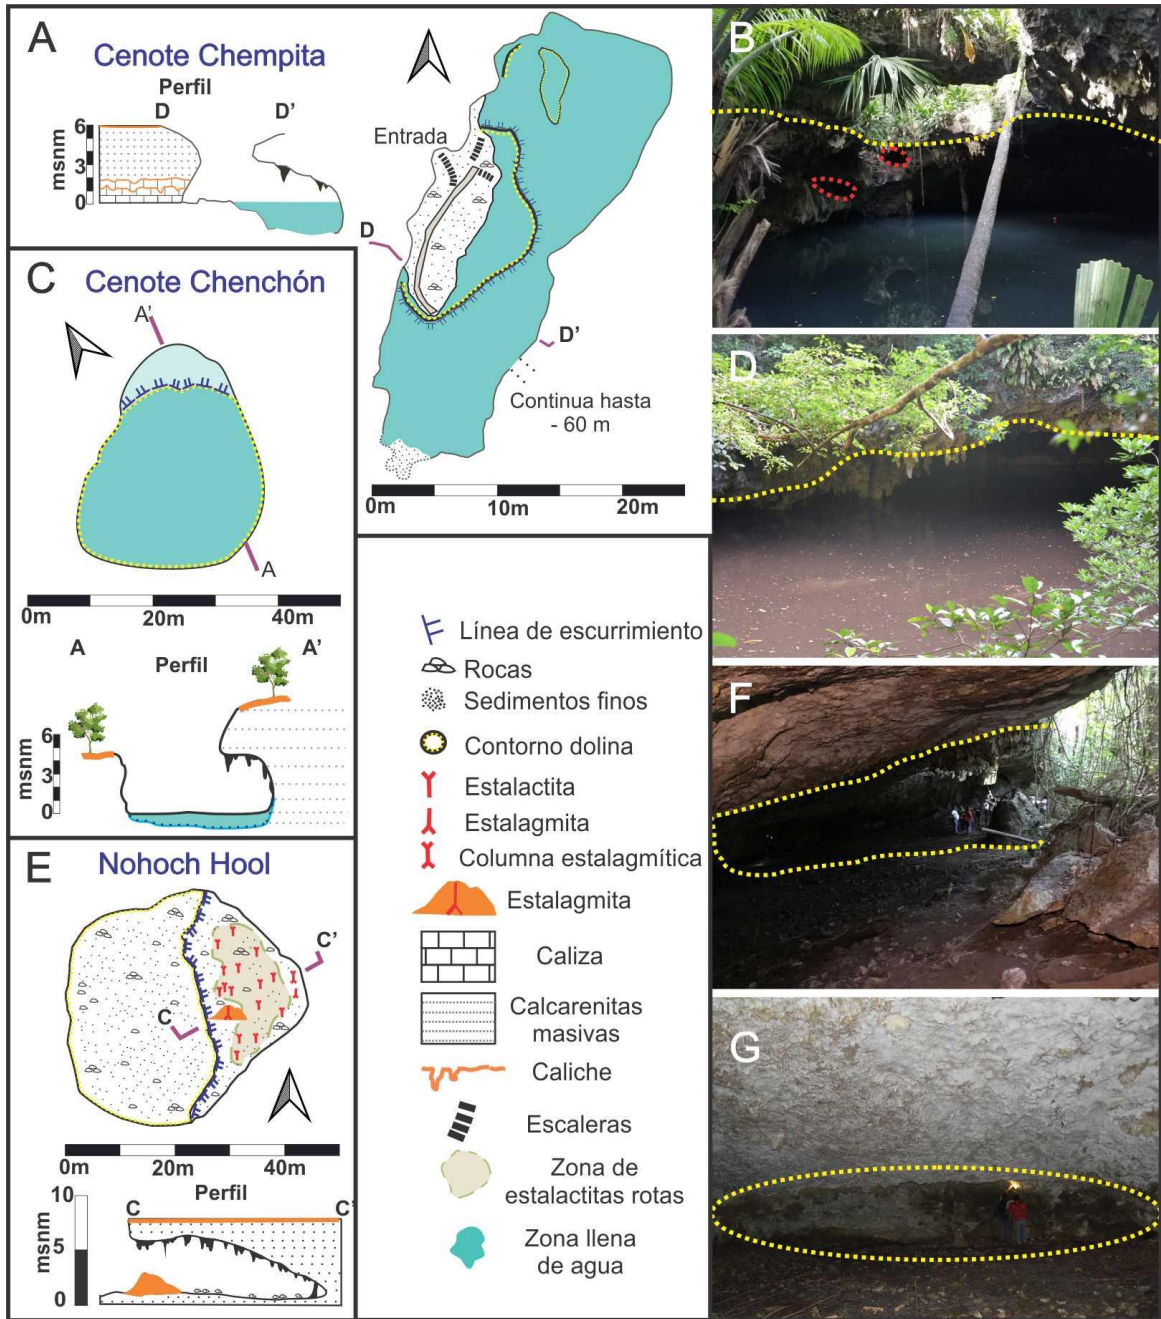 A
Cenote Chempita
Perfil
D
D'
6
3
0
msnm
Entrada
D
D'
Continua hasta
- 60 m
0m
10m
20m
B
C
Cenote Chenchón
A'
A
0m
20m
40m
A
A'
Perfil
6
3
0
msnm
D
E
Nohoch Hool
C'
C
0m
20m
40m
Perfil
10
5
0
msnm
C
C'
Línea de escurrimiento
Rocas
Sedimentos finos
Contorno dolina
Estalactita
Estalagmita
Columna estalagmítica
Estalagmita
Caliza
Calcarenitas
masivas
Caliche
Escaleras
Zona de
estalactitas rotas
Zona llena
de agua
F
G